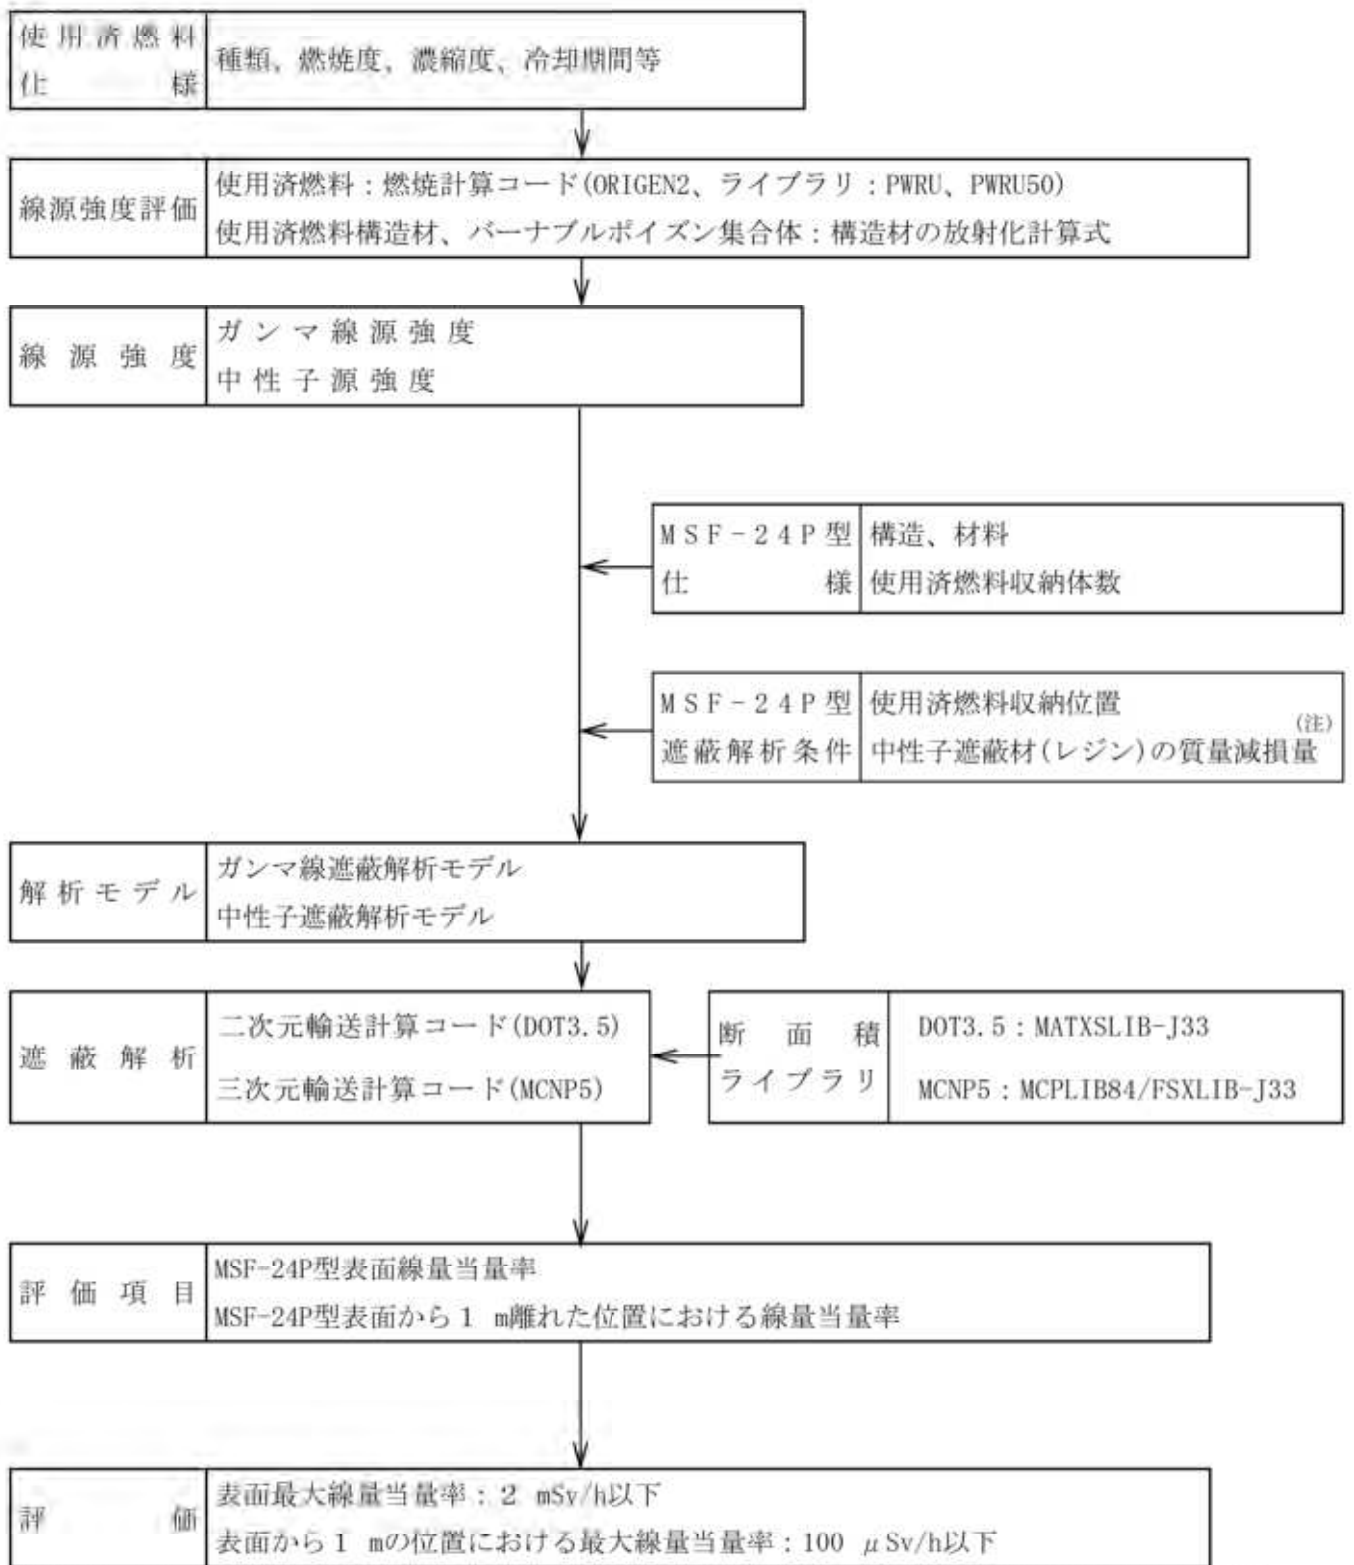 使用済燃料
仕様
種類、燃焼度、濃縮度、冷却期間等
線源強度評価
使用済燃料：燃焼計算コード(ORIGEN2、ライブラリ：PWRU、PWRU50)
使用済燃料構造材、バーナブルポイズン集合体：構造材の放射化計算式
線源強度
ガンマ線源強度
中性子源強度
MSF-24P型
仕様
構造、材料
使用済燃料収納体数
MSF-24P型
遮蔽解析条件
使用済燃料収納位置
中性子遮蔽材(レジン)の質量減損量(注)
解析モデル
ガンマ線遮蔽解析モデル
中性子遮蔽解析モデル
遮蔽解析
二次元輸送計算コード(DOT3.5)
三次元輸送計算コード(MCNP5)
断面積
ライブラリ
DOT3.5：MATXSLIB-J33
MCNP5：MCPLIB84/FSXLIB-J33
評価項目
MSF-24P型表面線量当量率
MSF-24P型表面から1 m離れた位置における線量当量率
評価
表面最大線量当量率：2 mSv/h以下
表面から1 mの位置における最大線量当量率：100 μSv/h以下